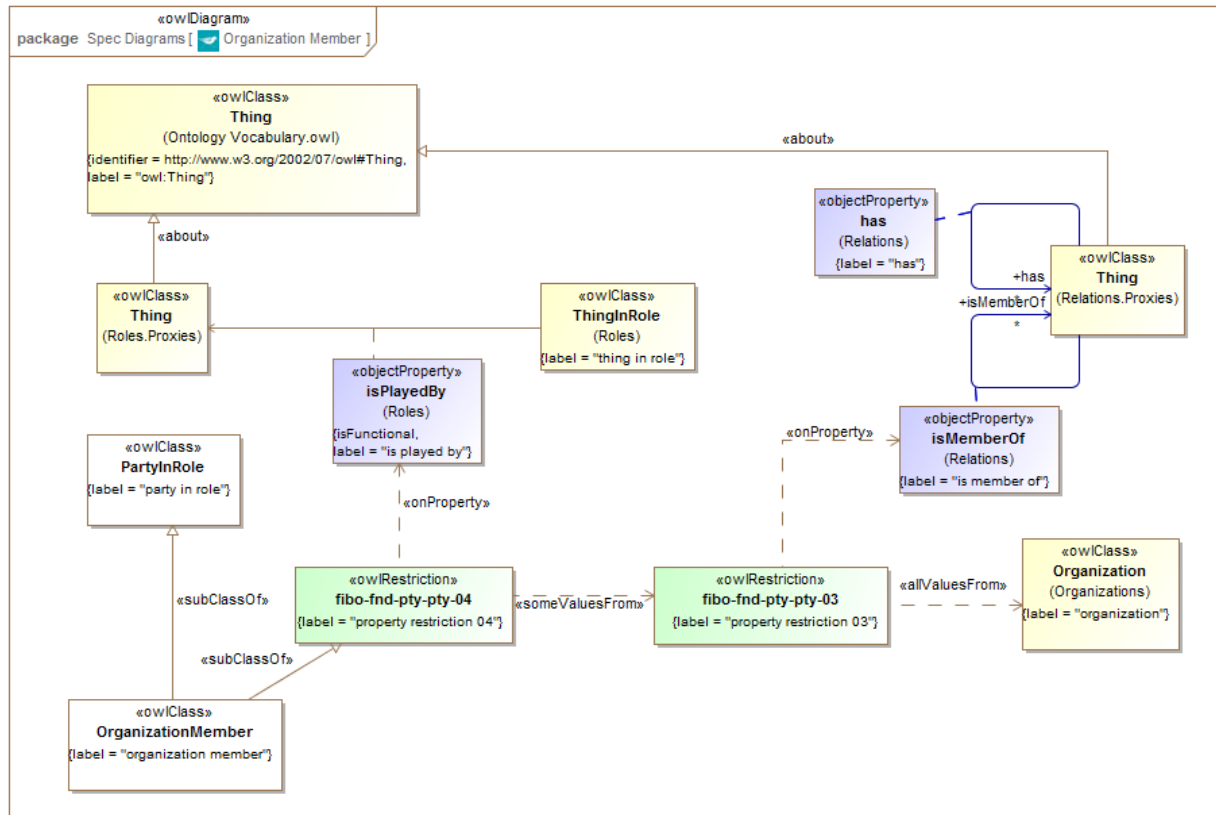 «owlDiagram»
package Spec Diagrams [ Organization Member ]
«owlClass»
Thing
(Ontology Vocabulary.owl)
{identifier = http://www.w3.org/2002/07/owl#Thing,
label = "owl:Thing"}
«about»
«about»
«objectProperty»
has
(Relations)
{label = "has"}
+has
*
+isMemberOf
*
«owlClass»
Thing
(Relations.Proxies)
«owlClass»
Thing
(Roles.Proxies)
«owlClass»
ThingInRole
(Roles)
{label = "thing in role"}
«objectProperty»
isPlayedBy
(Roles)
{isFunctional,
label = "is played by"}
«objectProperty»
isMemberOf
(Relations)
{label = "is member of"}
«onProperty»
«owlClass»
PartyInRole
{label = "party in role"}
«onProperty»
«owlClass»
Organization
(Organizations)
{label = "organization"}
«owlRestriction»
fibo-fnd-pty-pty-04
{label = "property restriction 04"}
«someValuesFrom»
«owlRestriction»
fibo-fnd-pty-pty-03
{label = "property restriction 03"}
«allValuesFrom»
«subClassOf»
«subClassOf»
«owlClass»
OrganizationMember
{label = "organization member"}